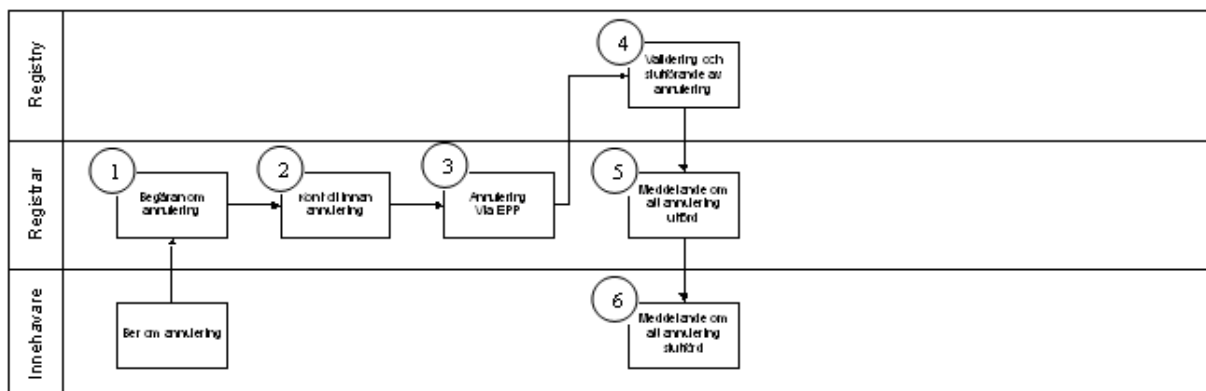 Registry
4
Validering och
slutförande av
annulering
Registrar
1
Begäran om
annulering
2
Kontroll innan
annulering
3
Annulering
Via EPP
5
Meddelande om
att annulering
utförd
Innehavare
Ber om annulering
6
Meddelande om
att annulering
slutförd